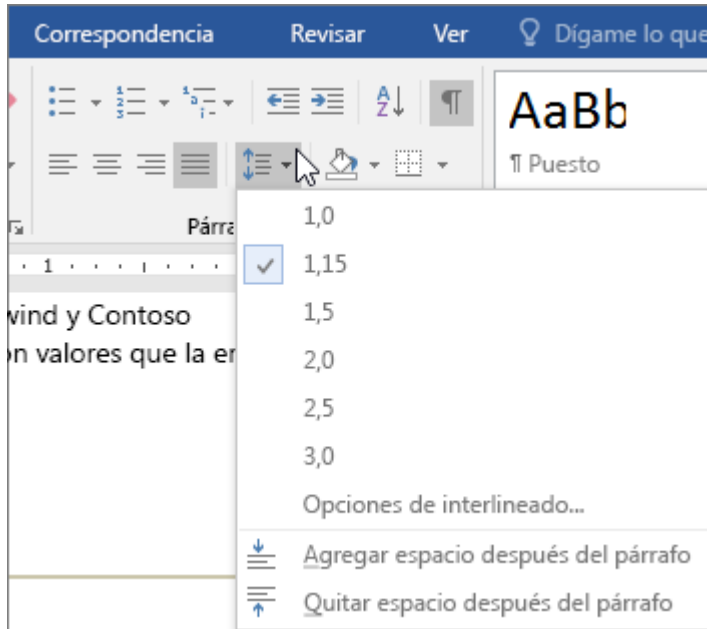 Correspondencia Revisar Ver Dígame lo que
AaBb
¶ Puesto
Párra
1
1,0
1,15
wind y Contoso
on valores que la en
1,5
2,0
2,5
3,0
Opciones de interlineado...
Agregar espacio después del párrafo
Quitar espacio después del párrafo